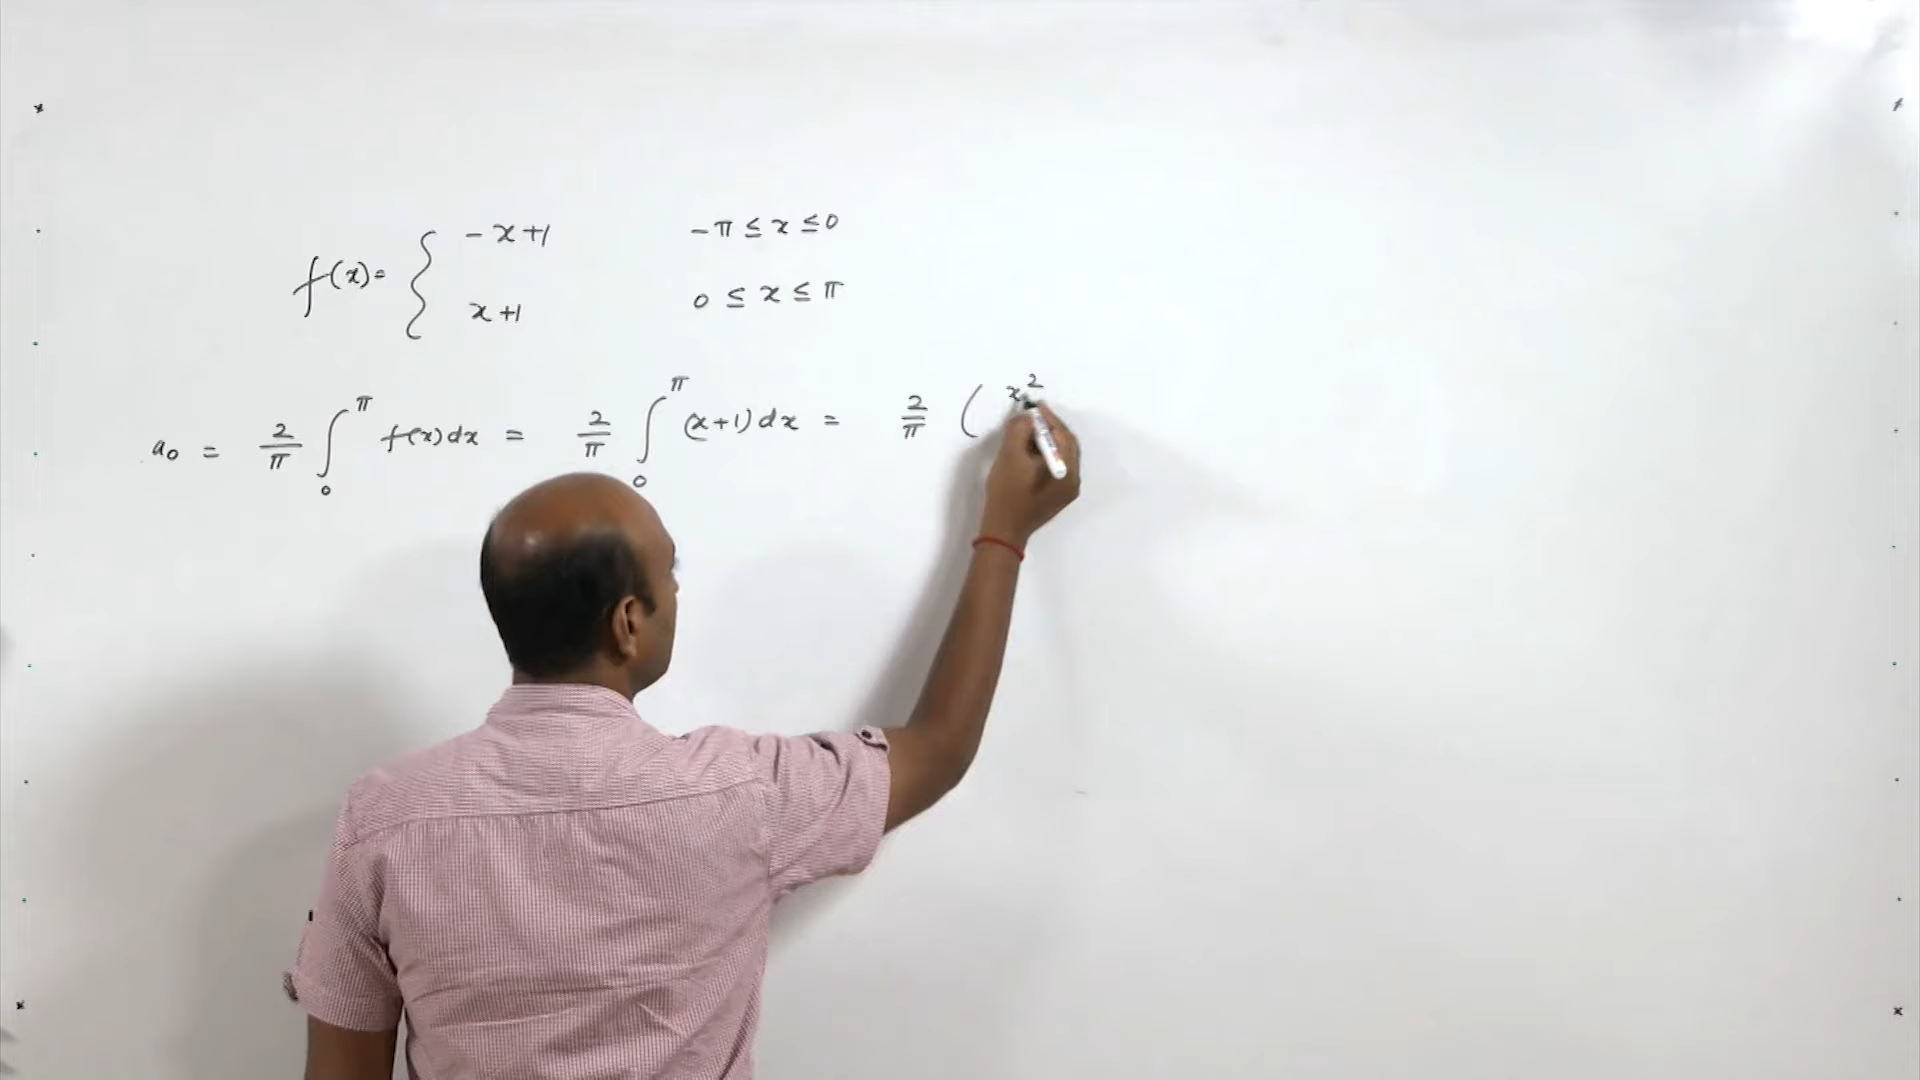 f(x)= { -x+1 -π ≤ x ≤ 0
x+1 0 ≤ x ≤ π
a₀ = 2/π ∫₀^π f(x)dx = 2/π ∫₀^π (x+1)dx = 2/π ( x²